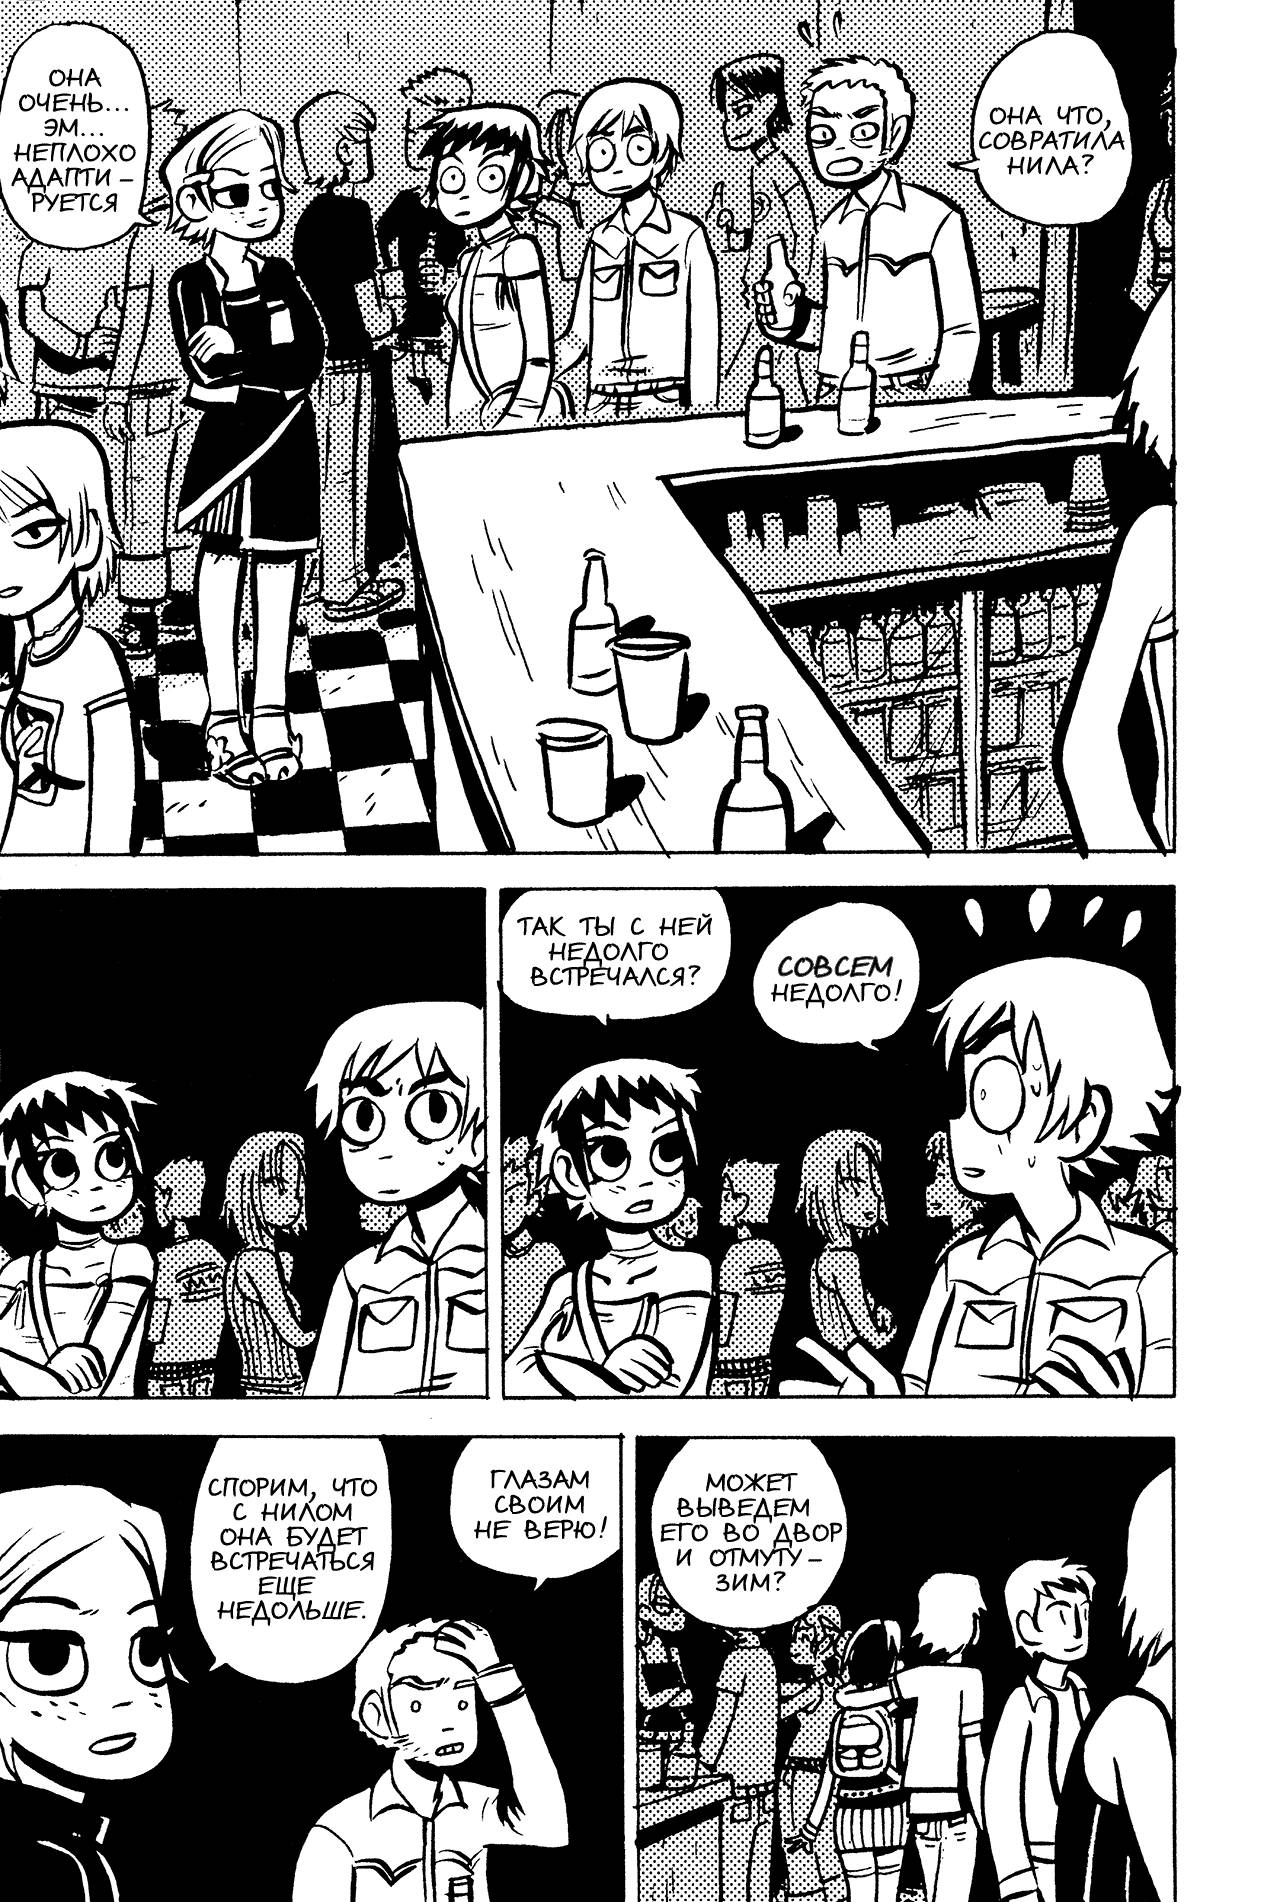 ОНА
ОЧЕНЬ...
ЭМ...
НЕПЛОХО
АДАПТИ-
РУЕТСЯ
ОНА ЧТО,
СОВРАТИЛА
НИЛА?
ТАК ТЫ С НЕЙ
НЕДОЛГО
ВСТРЕЧАЛСЯ?
СОВСЕМ
НЕДОЛГО!
СПОРИМ, ЧТО
С НИЛОМ
ОНА БУДЕТ
ВСТРЕЧАТЬСЯ
ЕЩЕ
НЕДОЛЬШЕ.
ГЛАЗАМ
СВОИМ
НЕ ВЕРЮ!
МОЖЕТ
ВЫВЕДЕМ
ЕГО ВО ДВОР
И ОТМУТУ-
ЗИМ?